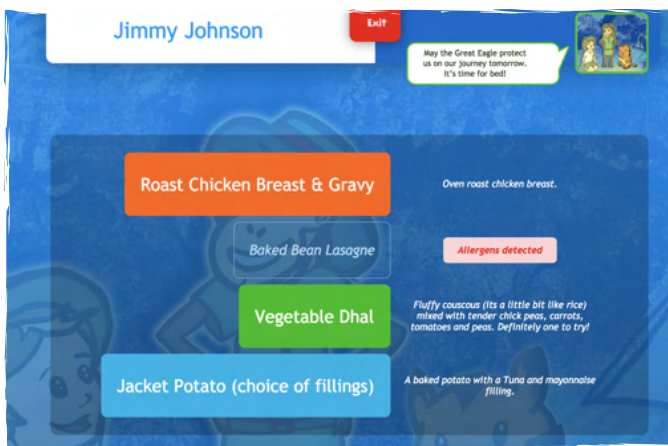 Jimmy Johnson
Exit
May the Great Eagle protect
us on our journey tomorrow.
It's time for bed!
Roast Chicken Breast & Gravy
Oven roast chicken breast.
Baked Bean Lasagne
Allergens detected
Vegetable Dhal
Fluffy couscous (its a little bit like rice)
mixed with tender chick peas, carrots,
tomatoes and peas. Definitely one to try!
Jacket Potato (choice of fillings)
A baked potato with a Tuna and mayonnaise
filling.